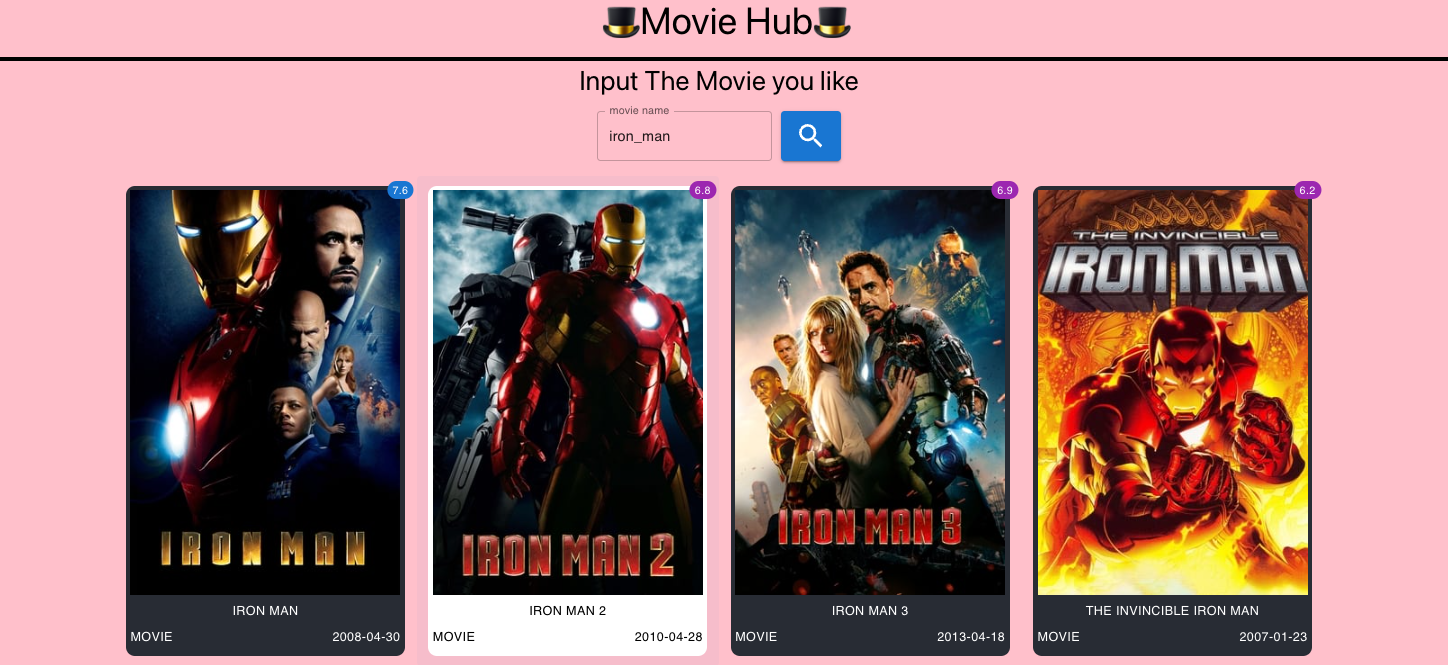 Movie Hub
Input The Movie you like
movie name
iron_man
7.6
6.8
6.9
6.2
IRON MAN
IRON MAN 2
IRON MAN 3
THE INVINCIBLE
IRON MAN
IRON MAN
MOVIE 2008-04-30
IRON MAN 2
MOVIE 2010-04-28
IRON MAN 3
MOVIE 2013-04-18
THE INVINCIBLE IRON MAN
MOVIE 2007-01-23